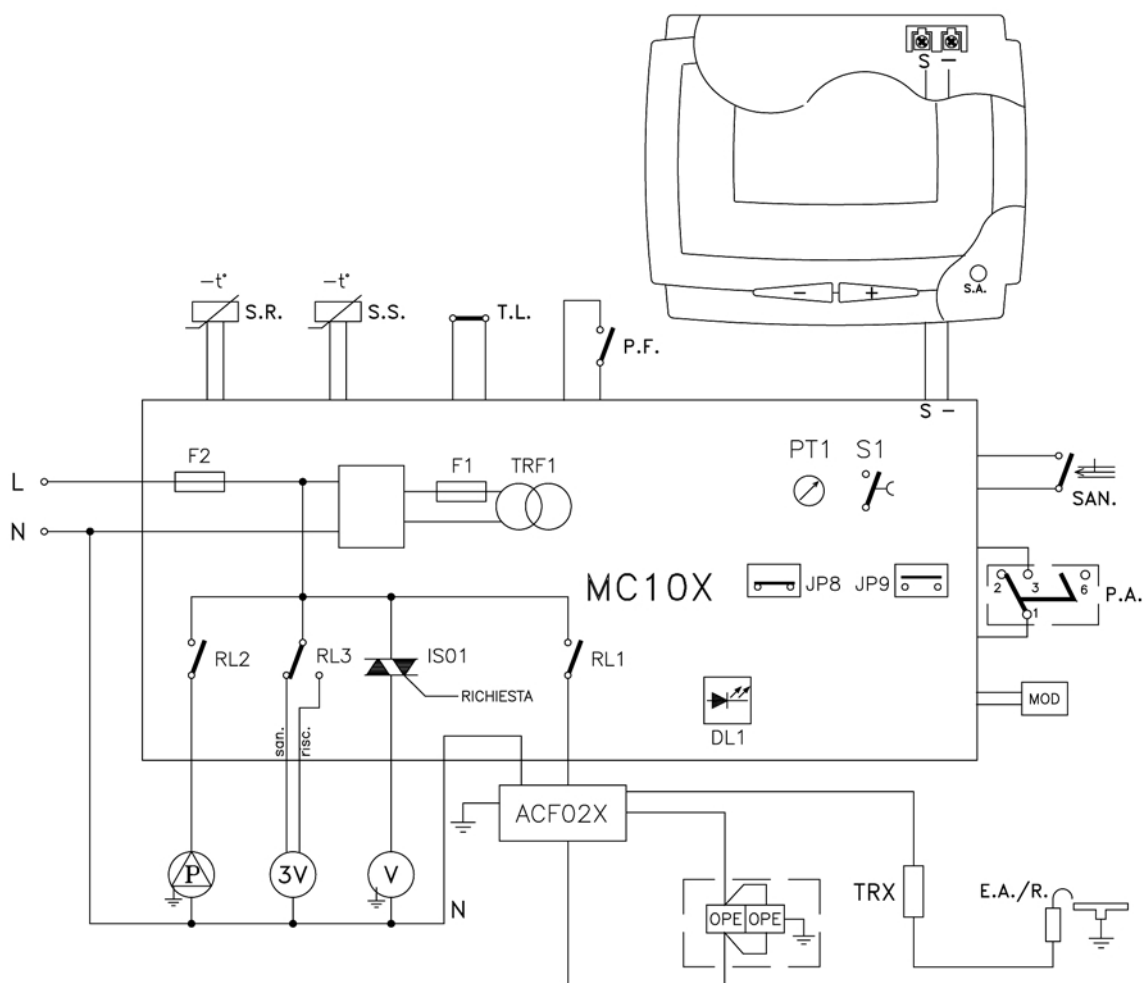 S –
S.A.
– +
-t° S.R.
-t° S.S.
T.L.
P.F.
S –
L
N
F2
F1
TRF1
PT1
S1
SAN.
MC10X
JP8
JP9
2 3 6
1
P.A.
RL2
RL3
IS01
RICHIESTA
RL1
san.
risc.
DL1
MOD
ACF02X
P
3V
V
N
OPE OPE
TRX
E.A./R.